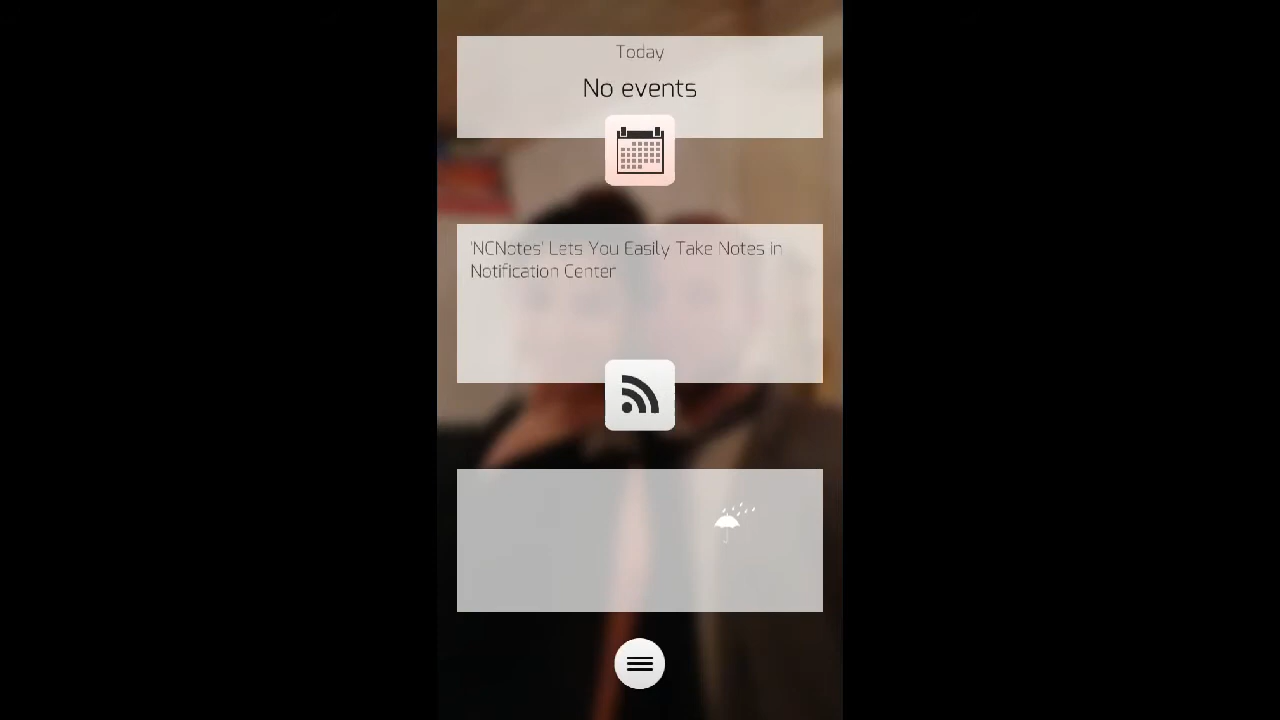 Today
No events
'NCNotes' Lets You Easily Take Notes in
Notification Center